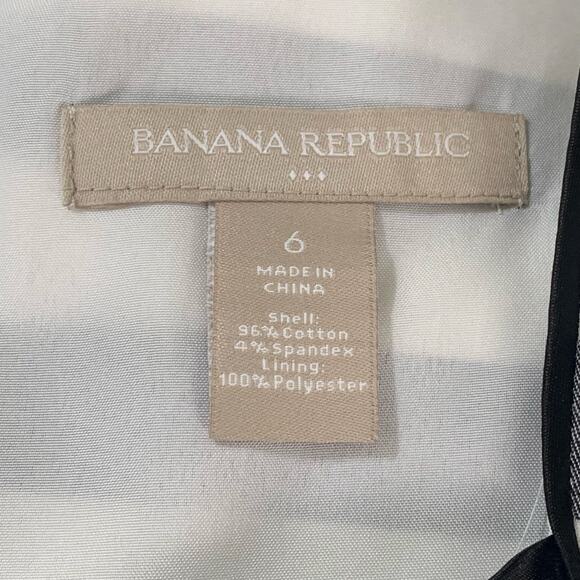 BANANA REPUBLIC
6
MADE IN
CHINA
Shell:
96% Cotton
4% Spandex
Lining:
100% Polyester